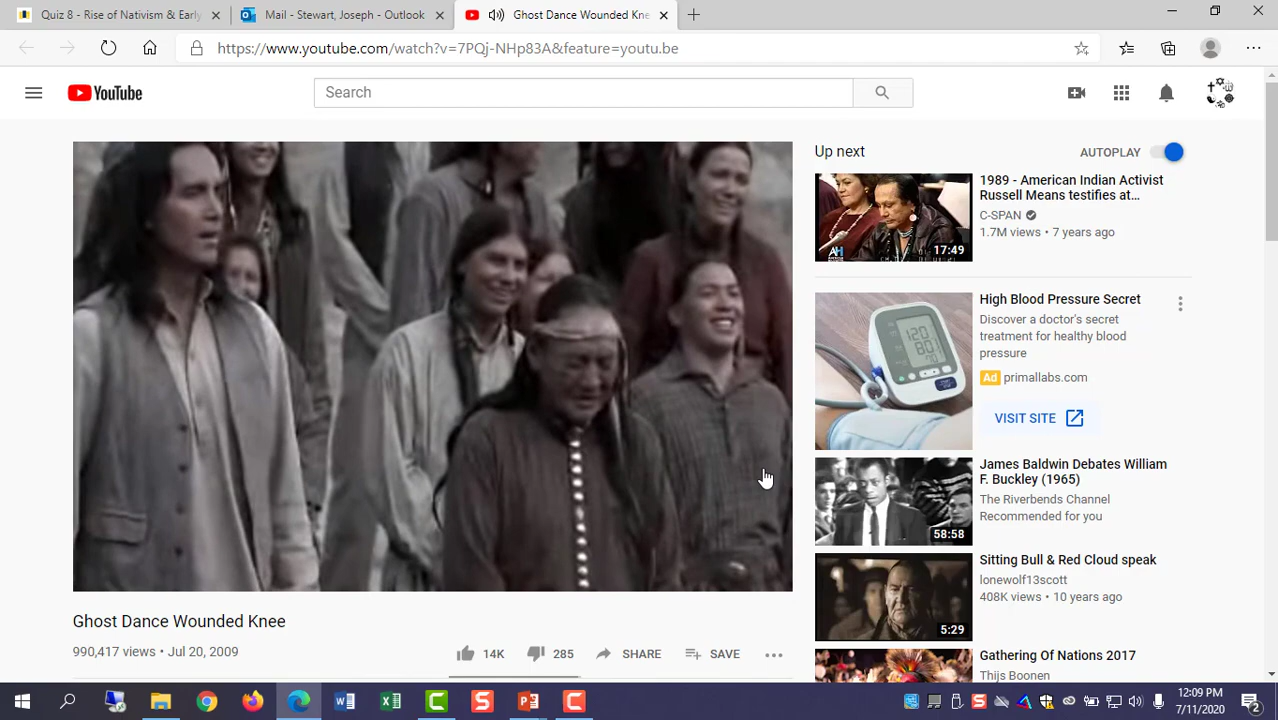 Quiz 8 - Rise of Nativism & Early
Mail - Stewart, Joseph - Outlook
Ghost Dance Wounded Kne
https://www.youtube.com/watch?v=7PQj-NHp83A&feature=youtu.be
YouTube
Search
Up next
AUTOPLAY
1989 - American Indian Activist
Russell Means testifies at...
C-SPAN
1.7M views • 7 years ago
17:49
High Blood Pressure Secret
Discover a doctor's secret
treatment for healthy blood
pressure
Ad primallabs.com
VISIT SITE
James Baldwin Debates William
F. Buckley (1965)
The Riverbends Channel
Recommended for you
58:58
Sitting Bull & Red Cloud speak
lonewolf13scott
408K views • 10 years ago
5:29
Gathering Of Nations 2017
Thijs Boonen
Ghost Dance Wounded Knee
990,417 views • Jul 20, 2009
14K
285
SHARE
SAVE
12:09 PM
7/11/2020
2